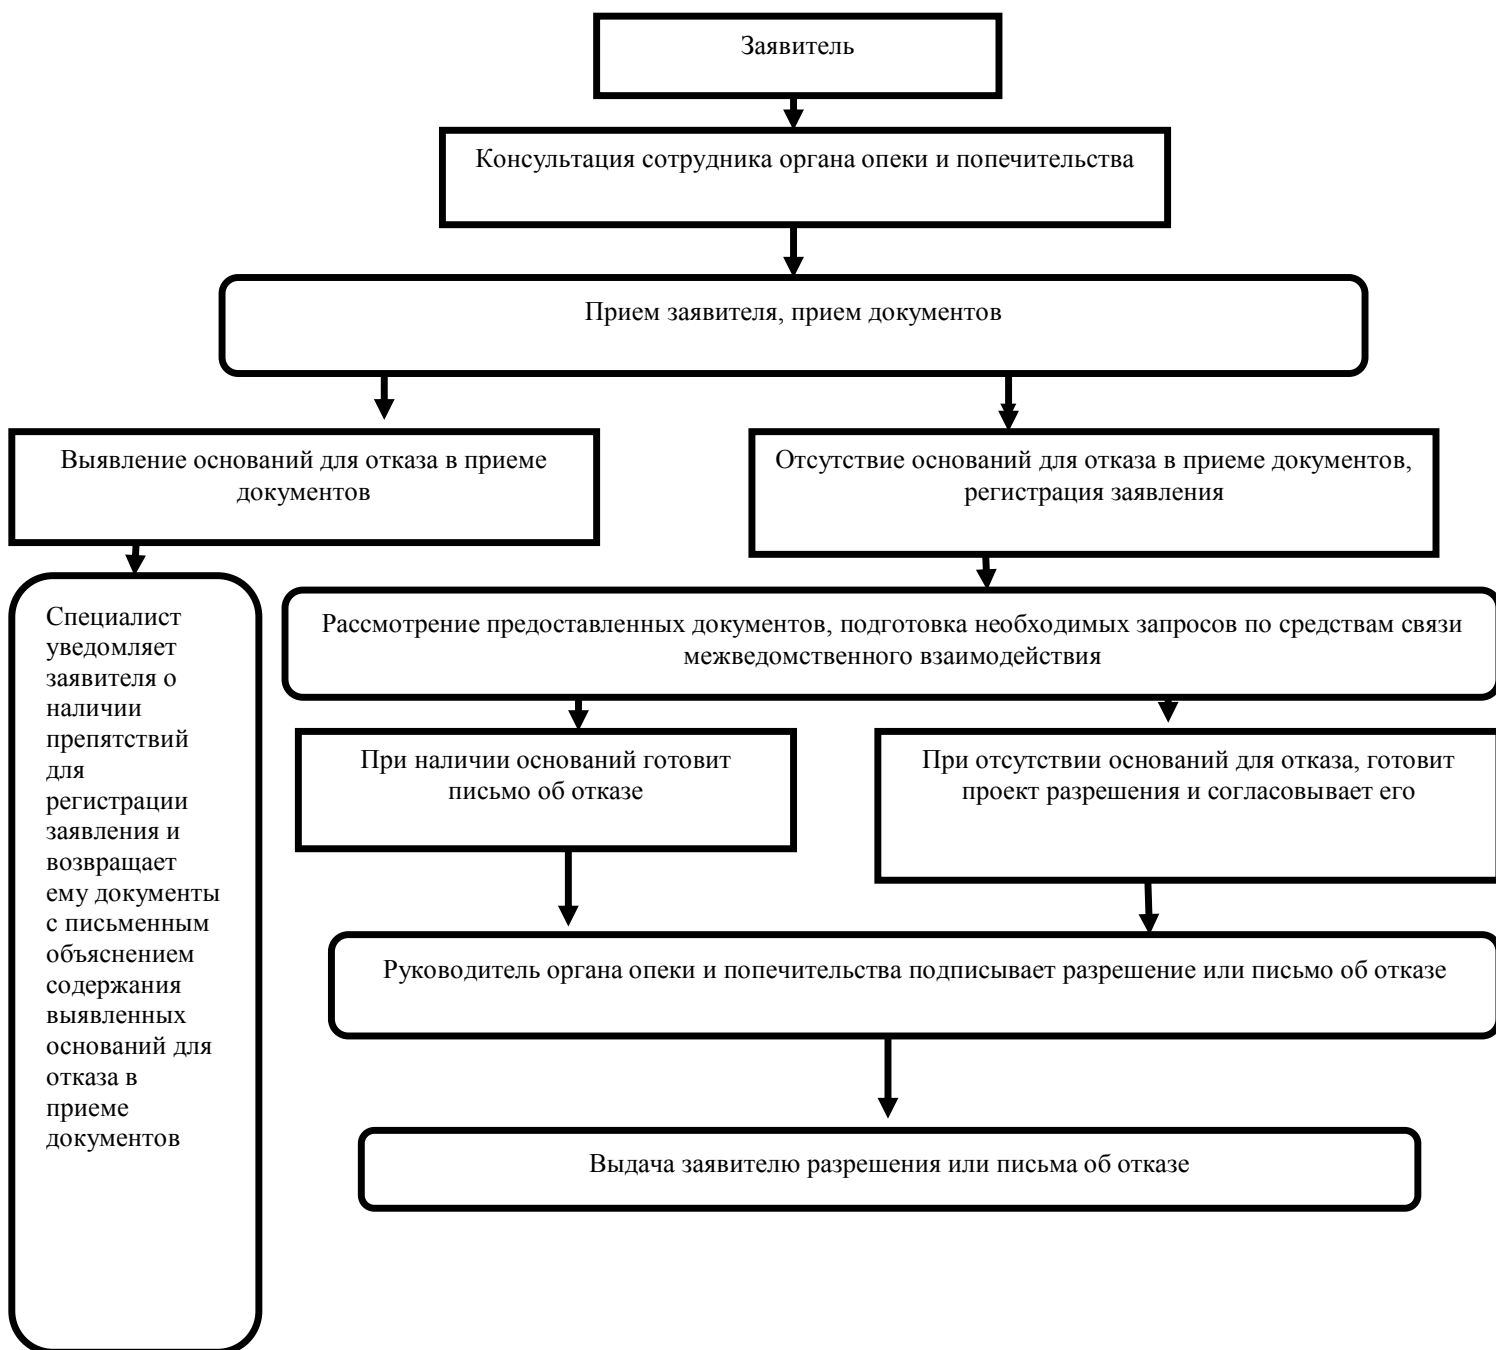 Заявитель
Консультация сотрудника органа опеки и попечительства
Прием заявителя, прием документов
Выявление оснований для отказа в приеме
документов
Отсутствие оснований для отказа в приеме документов,
регистрация заявления
Специалист
уведомляет
заявителя о
наличии
препятствий
для
регистрации
заявления и
возвращает
ему документы
с письменным
объяснением
содержания
выявленных
оснований для
отказа в
приеме
документов
Рассмотрение предоставленных документов, подготовка необходимых запросов по средствам связи
межведомственного взаимодействия
При наличии оснований готовит
письмо об отказе
При отсутствии оснований для отказа, готовит
проект разрешения и согласовывает его
Руководитель органа опеки и попечительства подписывает разрешение или письмо об отказе
Выдача заявителю разрешения или письма об отказе